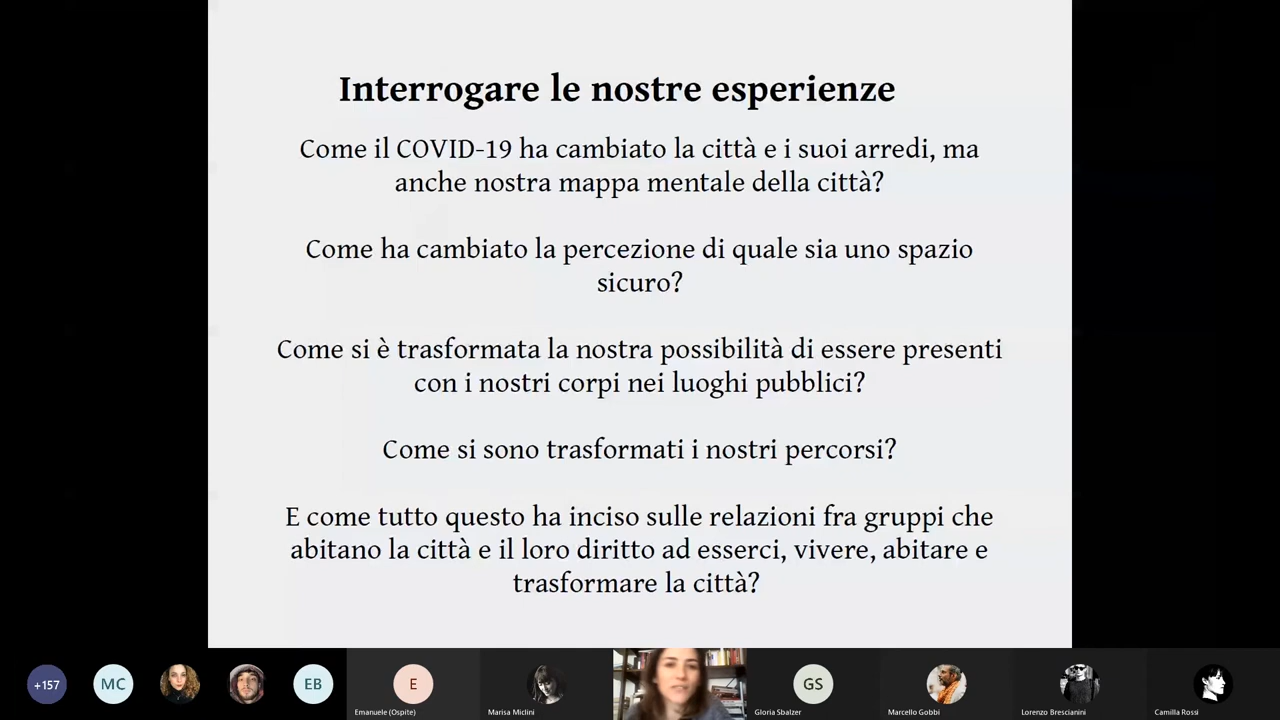 Interrogare le nostre esperienze
Come il COVID-19 ha cambiato la città e i suoi arredi, ma
anche nostra mappa mentale della città?
Come ha cambiato la percezione di quale sia uno spazio
sicuro?
Come si è trasformata la nostra possibilità di essere presenti
con i nostri corpi nei luoghi pubblici?
Come si sono trasformati i nostri percorsi?
E come tutto questo ha inciso sulle relazioni fra gruppi che
abitano la città e il loro diritto ad esserci, vivere, abitare e
trasformare la città?
+157
MC
EB
E
Emanuele (Ospite)
Marisa Miclini
GS
Gloria Sbalzer
Marcello Gobbi
Lorenzo Brescianini
Camilla Rossi